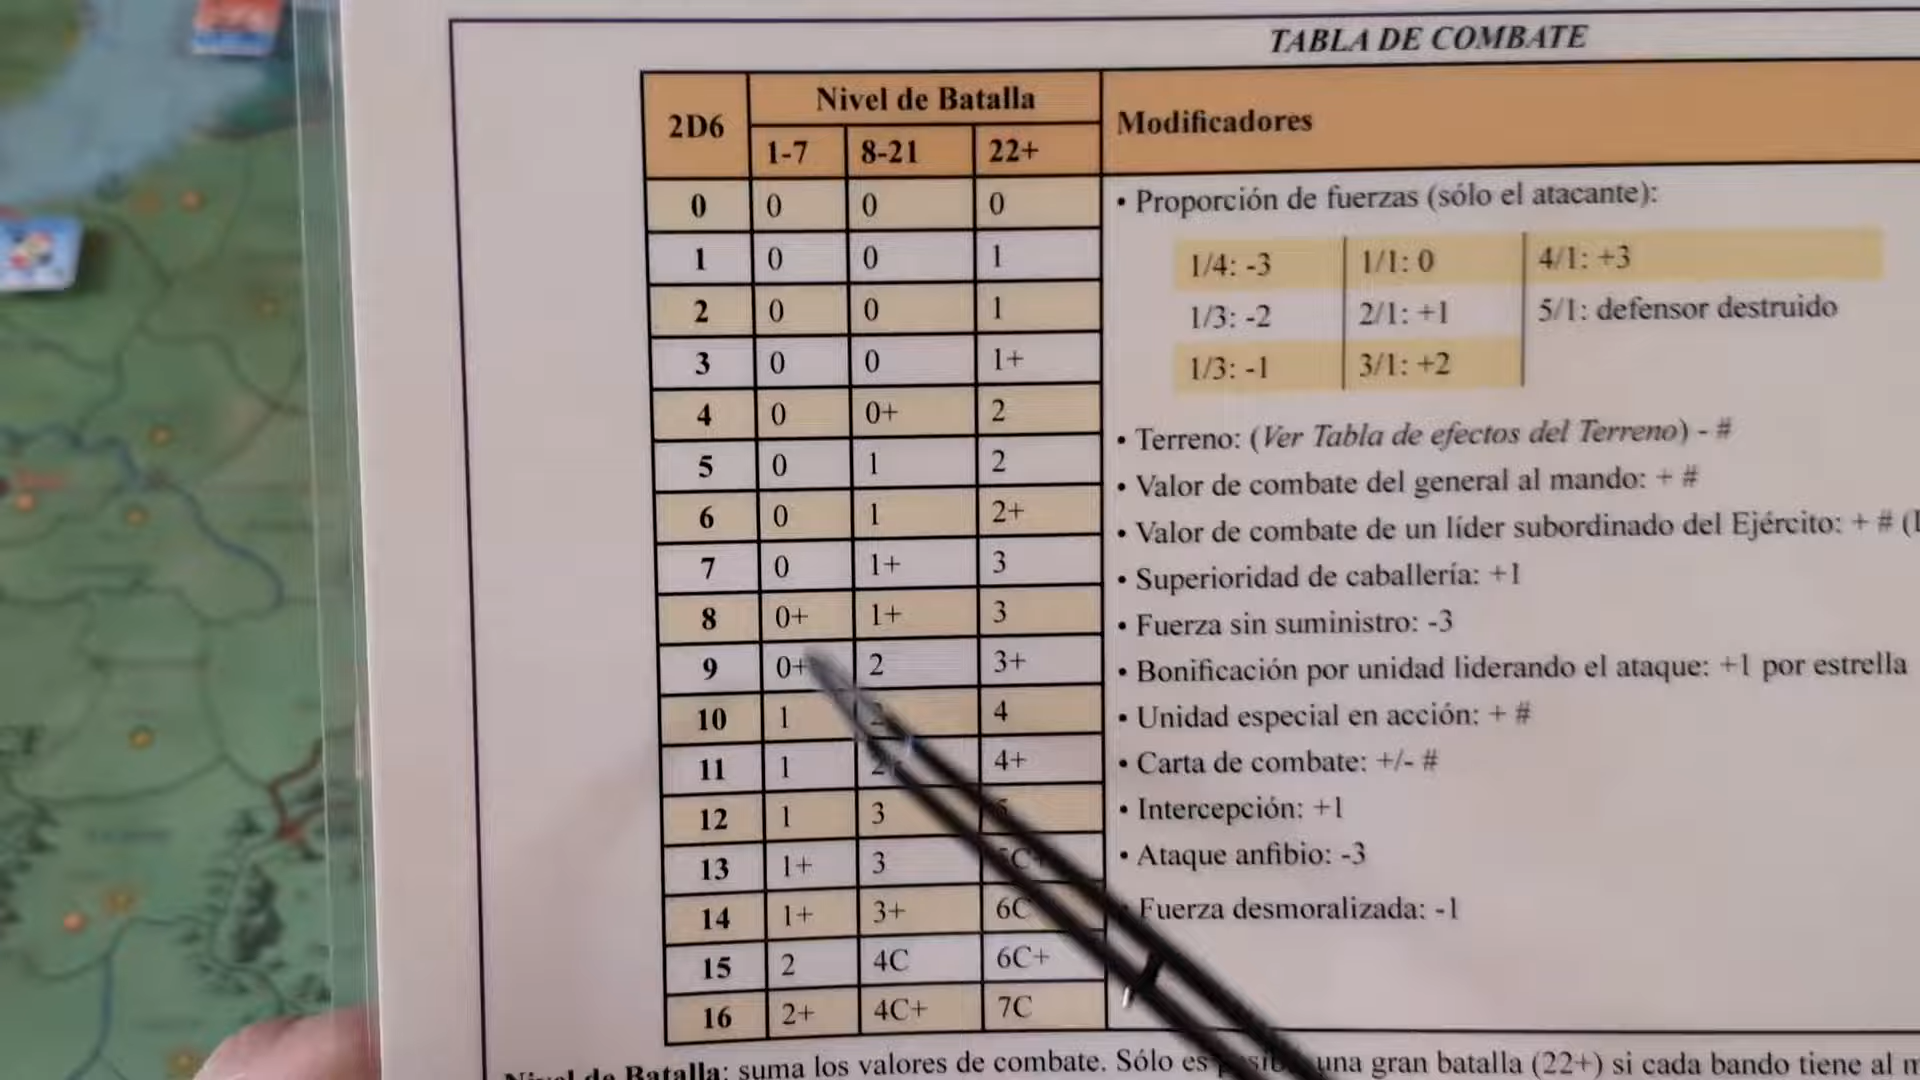 TABLA DE COMBATE
2D6 Nivel de Batalla Modificadores
1-7 8-21 22+
0 0 0 0
1 0 0 1
2 0 0 1
3 0 0 1+
4 0 0+ 2
5 0 1 2
6 0 1 2+
7 0 1+ 3
8 0+ 1+ 3
9 0+ 2 3+
10 1 4
11 1 4+
12 1 3
13 1+ 3
14 1+ 3+ 6C
15 2 4C 6C+
16 2+ 4C+ 7C
• Proporción de fuerzas (sólo el atacante):
1/4: -3 1/1: 0 4/1: +3
1/3: -2 2/1: +1 5/1: defensor destruido
1/3: -1 3/1: +2
• Terreno: (Ver Tabla de efectos del Terreno) - #
• Valor de combate del general al mando: + #
• Valor de combate de un líder subordinado del Ejército: + #
• Superioridad de caballería: +1
• Fuerza sin suministro: -3
• Bonificación por unidad liderando el ataque: +1 por estrella
• Unidad especial en acción: + #
• Carta de combate: +/- #
• Intercepción: +1
• Ataque anfibio: -3
• Fuerza desmoralizada: -1
Nivel de Batalla: suma los valores de combate. Sólo es una gran batalla (22+) si cada bando tiene al